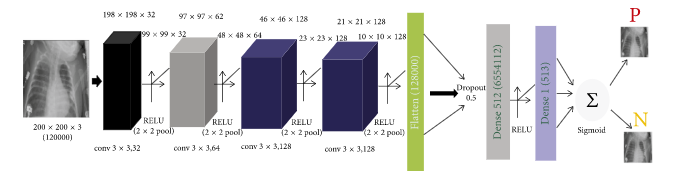 198 × 198 × 32
99 × 99 × 32
97 × 97 × 62
48 × 48 × 64
46 × 46 × 128
23 × 23 × 128
21 × 21 × 128
10 × 10 × 128
200 × 200 × 3
(120000)
conv 3 × 3,32
RELU
(2 × 2 pool)
conv 3 × 3,64
RELU
(2 × 2 pool)
conv 3 × 3,128
RELU
(2 × 2 pool)
conv 3 × 3,128
RELU
(2 × 2 pool)
Flatten (128000)
Dropout
0.5
Dense 512 (6554112)
RELU
Dense 1 (513)
Σ
Sigmoid
P
N